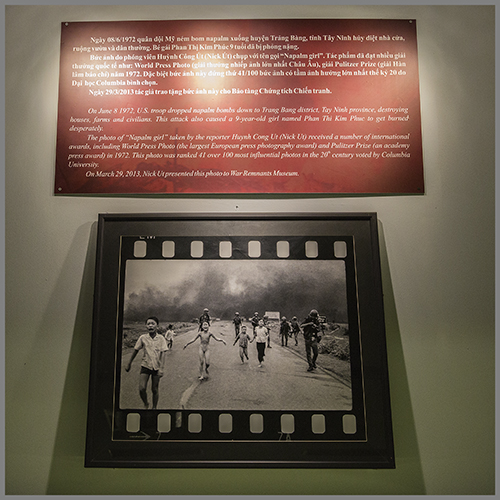 Ngày 08/6/1972 quân đội Mỹ ném bom napalm xuống huyện Trảng Bàng, tỉnh Tây Ninh hủy diệt nhà cửa,
ruộng vườn và dân thường. Bé gái Phan Thị Kim Phúc 9 tuổi đã bị phỏng nặng.
Bức ảnh do phóng viên Huỳnh Công Út (Nick Út) chụp với tên gọi “Napalm girl”. Tác phẩm đã đạt nhiều giải
thưởng quốc tế như: World Press Photo (giải thưởng nhiếp ảnh lớn nhất Châu Âu), giải Pulitzer Prize (giải Hàn
lâm báo chí) năm 1972. Đặc biệt bức ảnh này đứng thứ 41/100 bức ảnh có tầm ảnh hưởng lớn nhất thế kỷ 20 do
Đại học Columbia bình chọn.
Ngày 29/3/2013 tác giả trao tặng bức ảnh này cho Bảo tàng Chứng tích Chiến tranh.
On June 8 1972, U.S. troop dropped napalm bombs down to Trang Bang district, Tay Ninh province, destroying
houses, farms and civilians. This attack also caused a 9-year-old girl named Phan Thi Kim Phuc to get burned
desperately.
The photo of “Napalm girl” taken by the reporter Huynh Cong Ut (Nick Ut) received a number of international
awards, including World Press Photo (the largest European press photography award) and Pulitzer Prize (an academy
press award) in 1972. This photo was ranked 41 over 100 most influential photos in the 20th century voted by Columbia
University.
On March 29, 2013, Nick Ut presented this photo to War Remnants Museum.